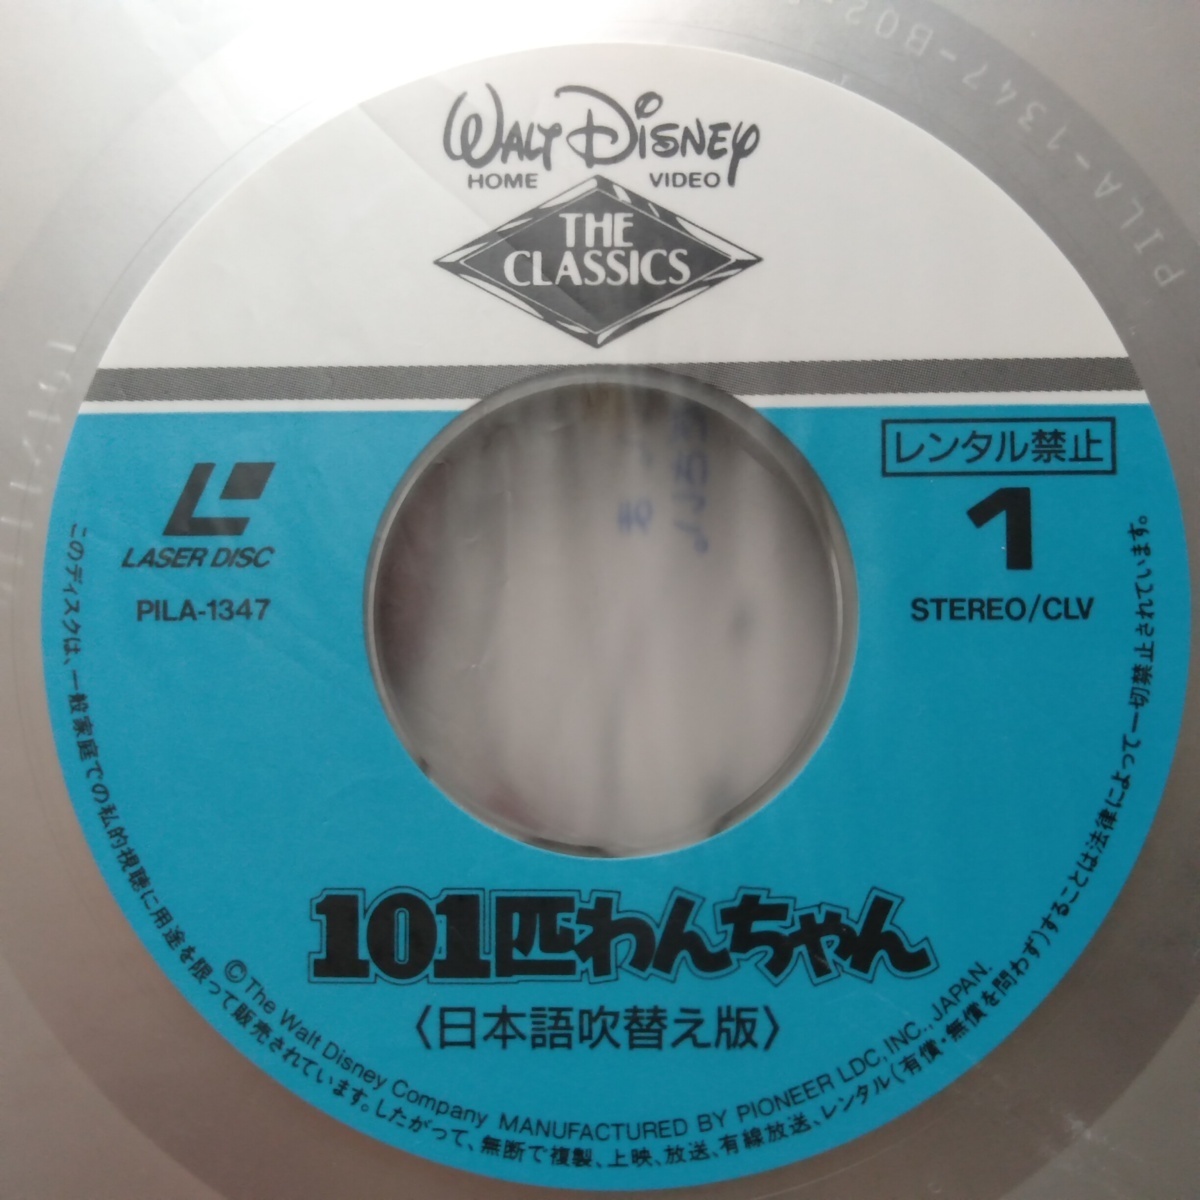 PILA-1347-B02
WALT DISNEY
HOME VIDEO
THE
CLASSICS
レンタル禁止
1
LASER DISC
PILA-1347
STEREO/CLV
101匹わんちゃん
〈日本語吹替え版〉
© The Walt Disney Company MANUFACTURED BY PIONEER LDC, INC., JAPAN.
このディスクは、一般家庭での私的視聴に用途を限って販売されています。したがって、無断で複製、上映、放送、有線放送、レンタル(有償・無償を問わず)することは法律によって一切禁止されています。